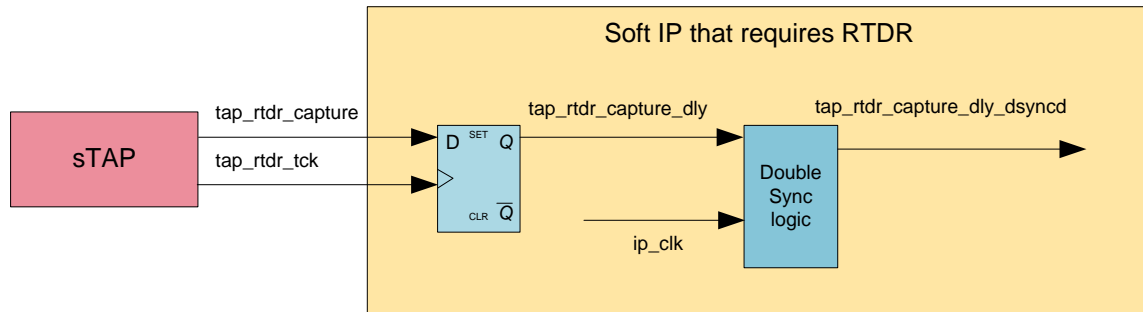 Soft IP that requires RTDR
tap_rtdr_capture
tap_rtdr_capture_dly
tap_rtdr_capture_dly_dsyncd
sTAP
D SET Q
tap_rtdr_tck
CLR Q̅
Double
Sync
logic
ip_clk